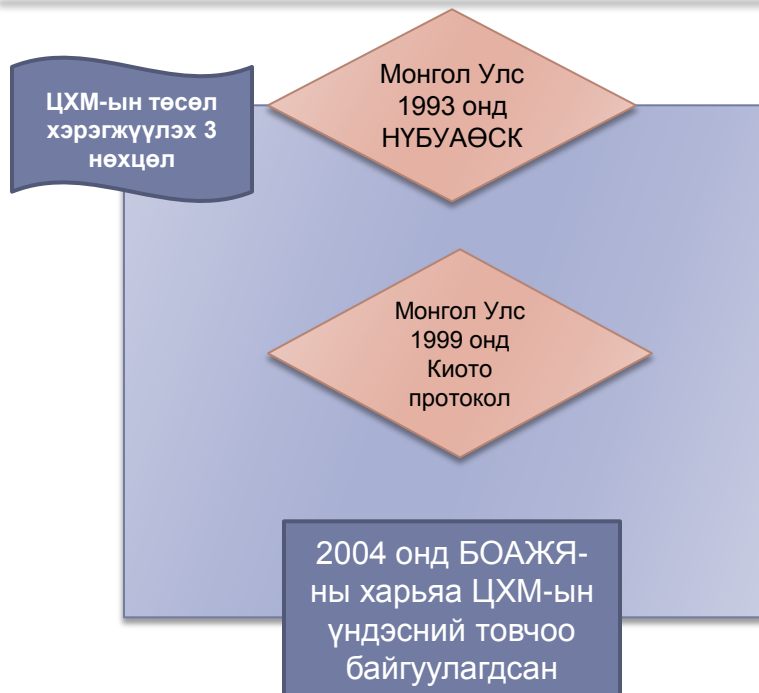 ЦХМ-ын төсөл
хэрэгжүүлэх 3
нөхцөл
Монгол Улс
1993 онд
НҮБУАӨСК
Монгол Улс
1999 онд
Киото
протокол
2004 онд БОАЖЯ-
ны харьяа ЦХМ-ын
үндэсний товчоо
байгуулагдсан